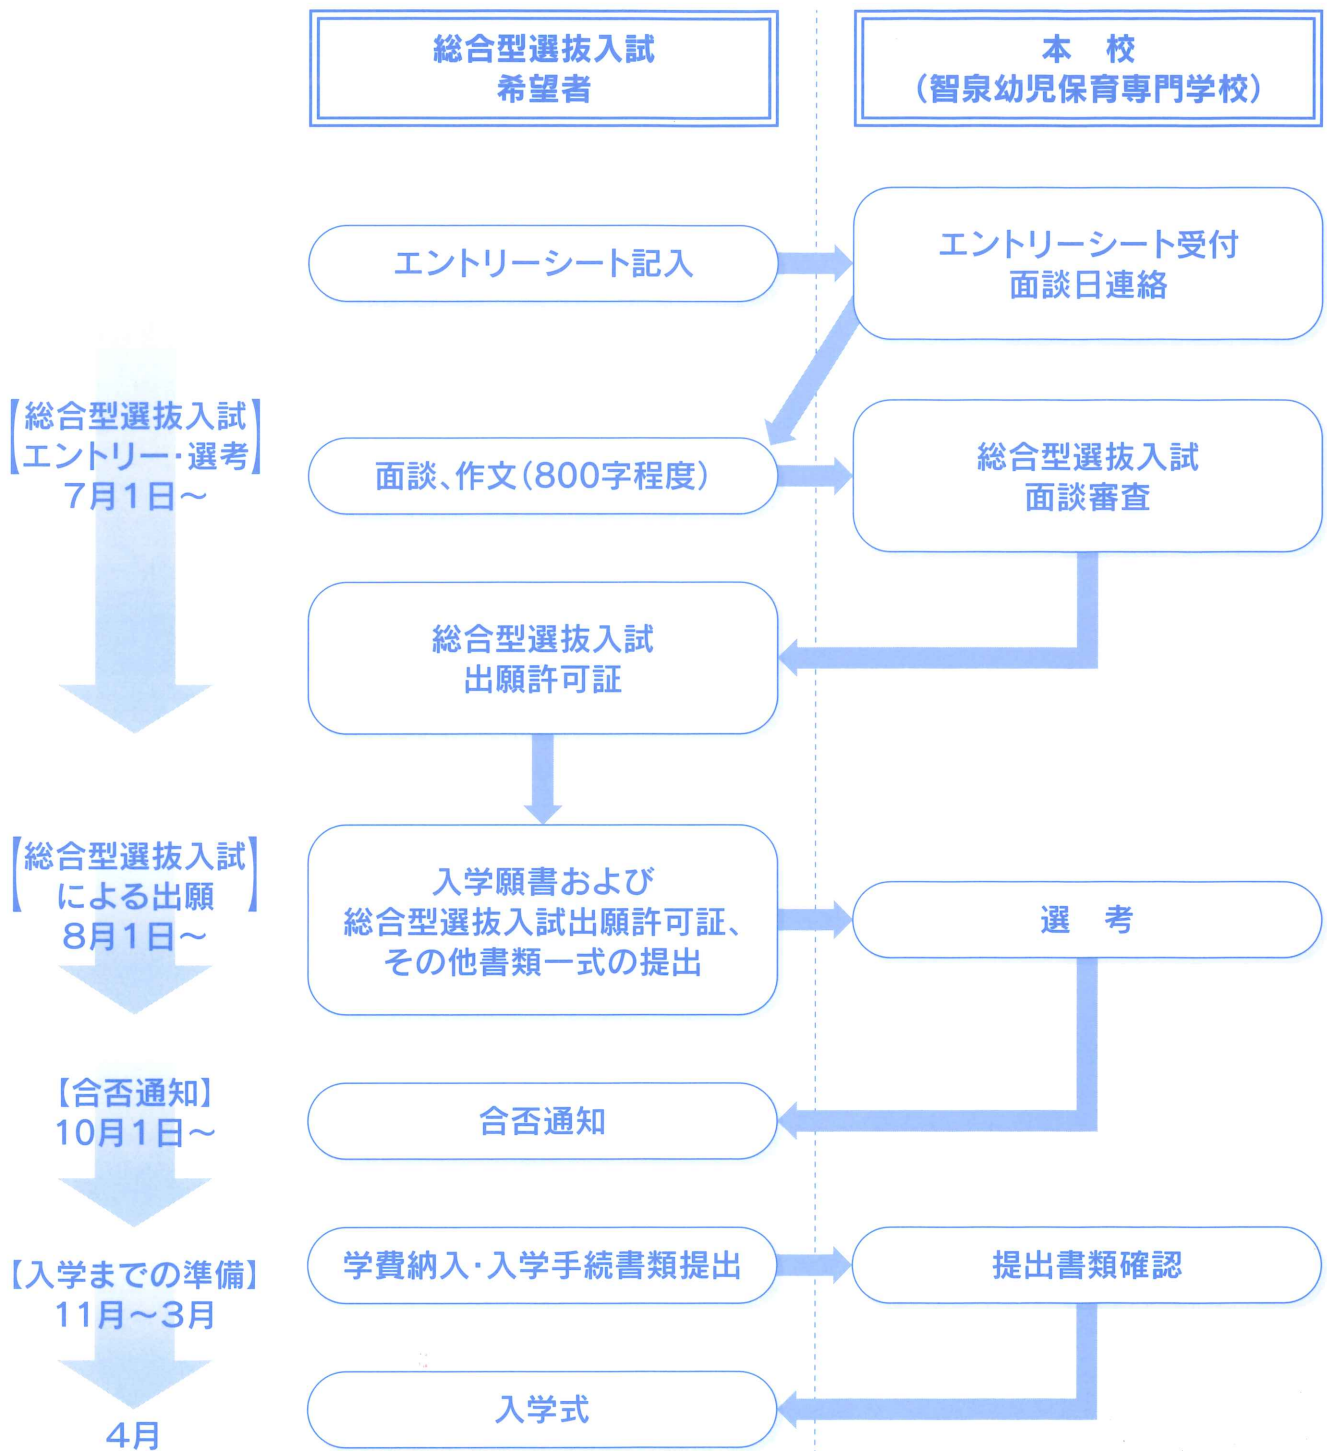 総合型選抜入試
希望者
本 校
（智泉幼児保育専門学校）
エントリーシート記入
エントリーシート受付
面談日連絡
【総合型選抜入試
エントリー・選考】
7月1日～
面談、作文（800字程度）
総合型選抜入試
面談審査
総合型選抜入試
出願許可証
【総合型選抜入試
による出願】
8月1日～
入学願書および
総合型選抜入試出願許可証、
その他書類一式の提出
選 考
【合否通知】
10月1日～
合否通知
【入学までの準備】
11月～3月
学費納入・入学手続書類提出
提出書類確認
入学式
4月